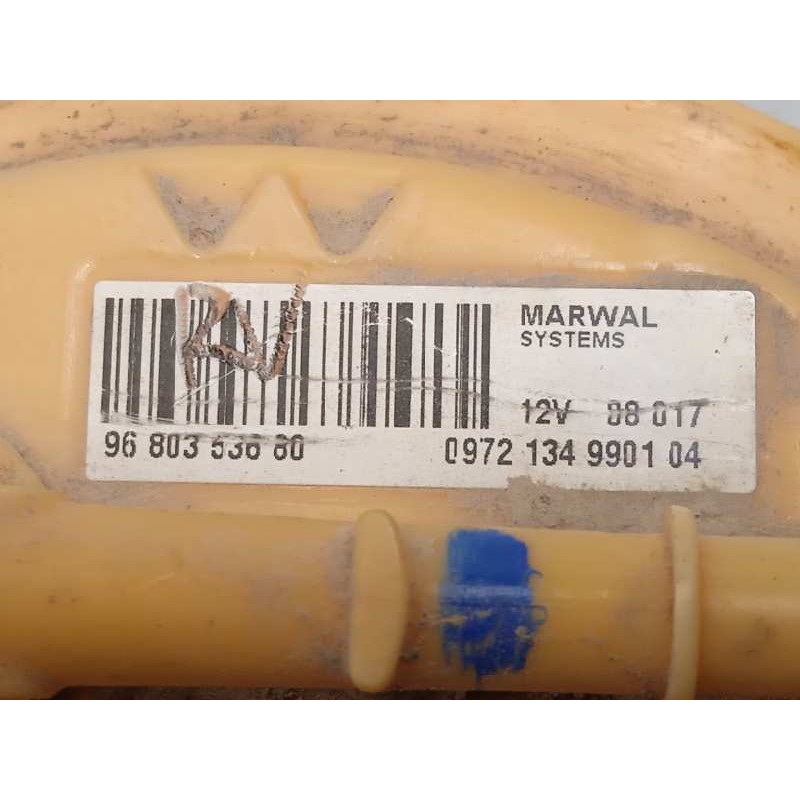 MARWAL
SYSTEMS
12V 08 017
96 803 536 80
0972 134 9901 04